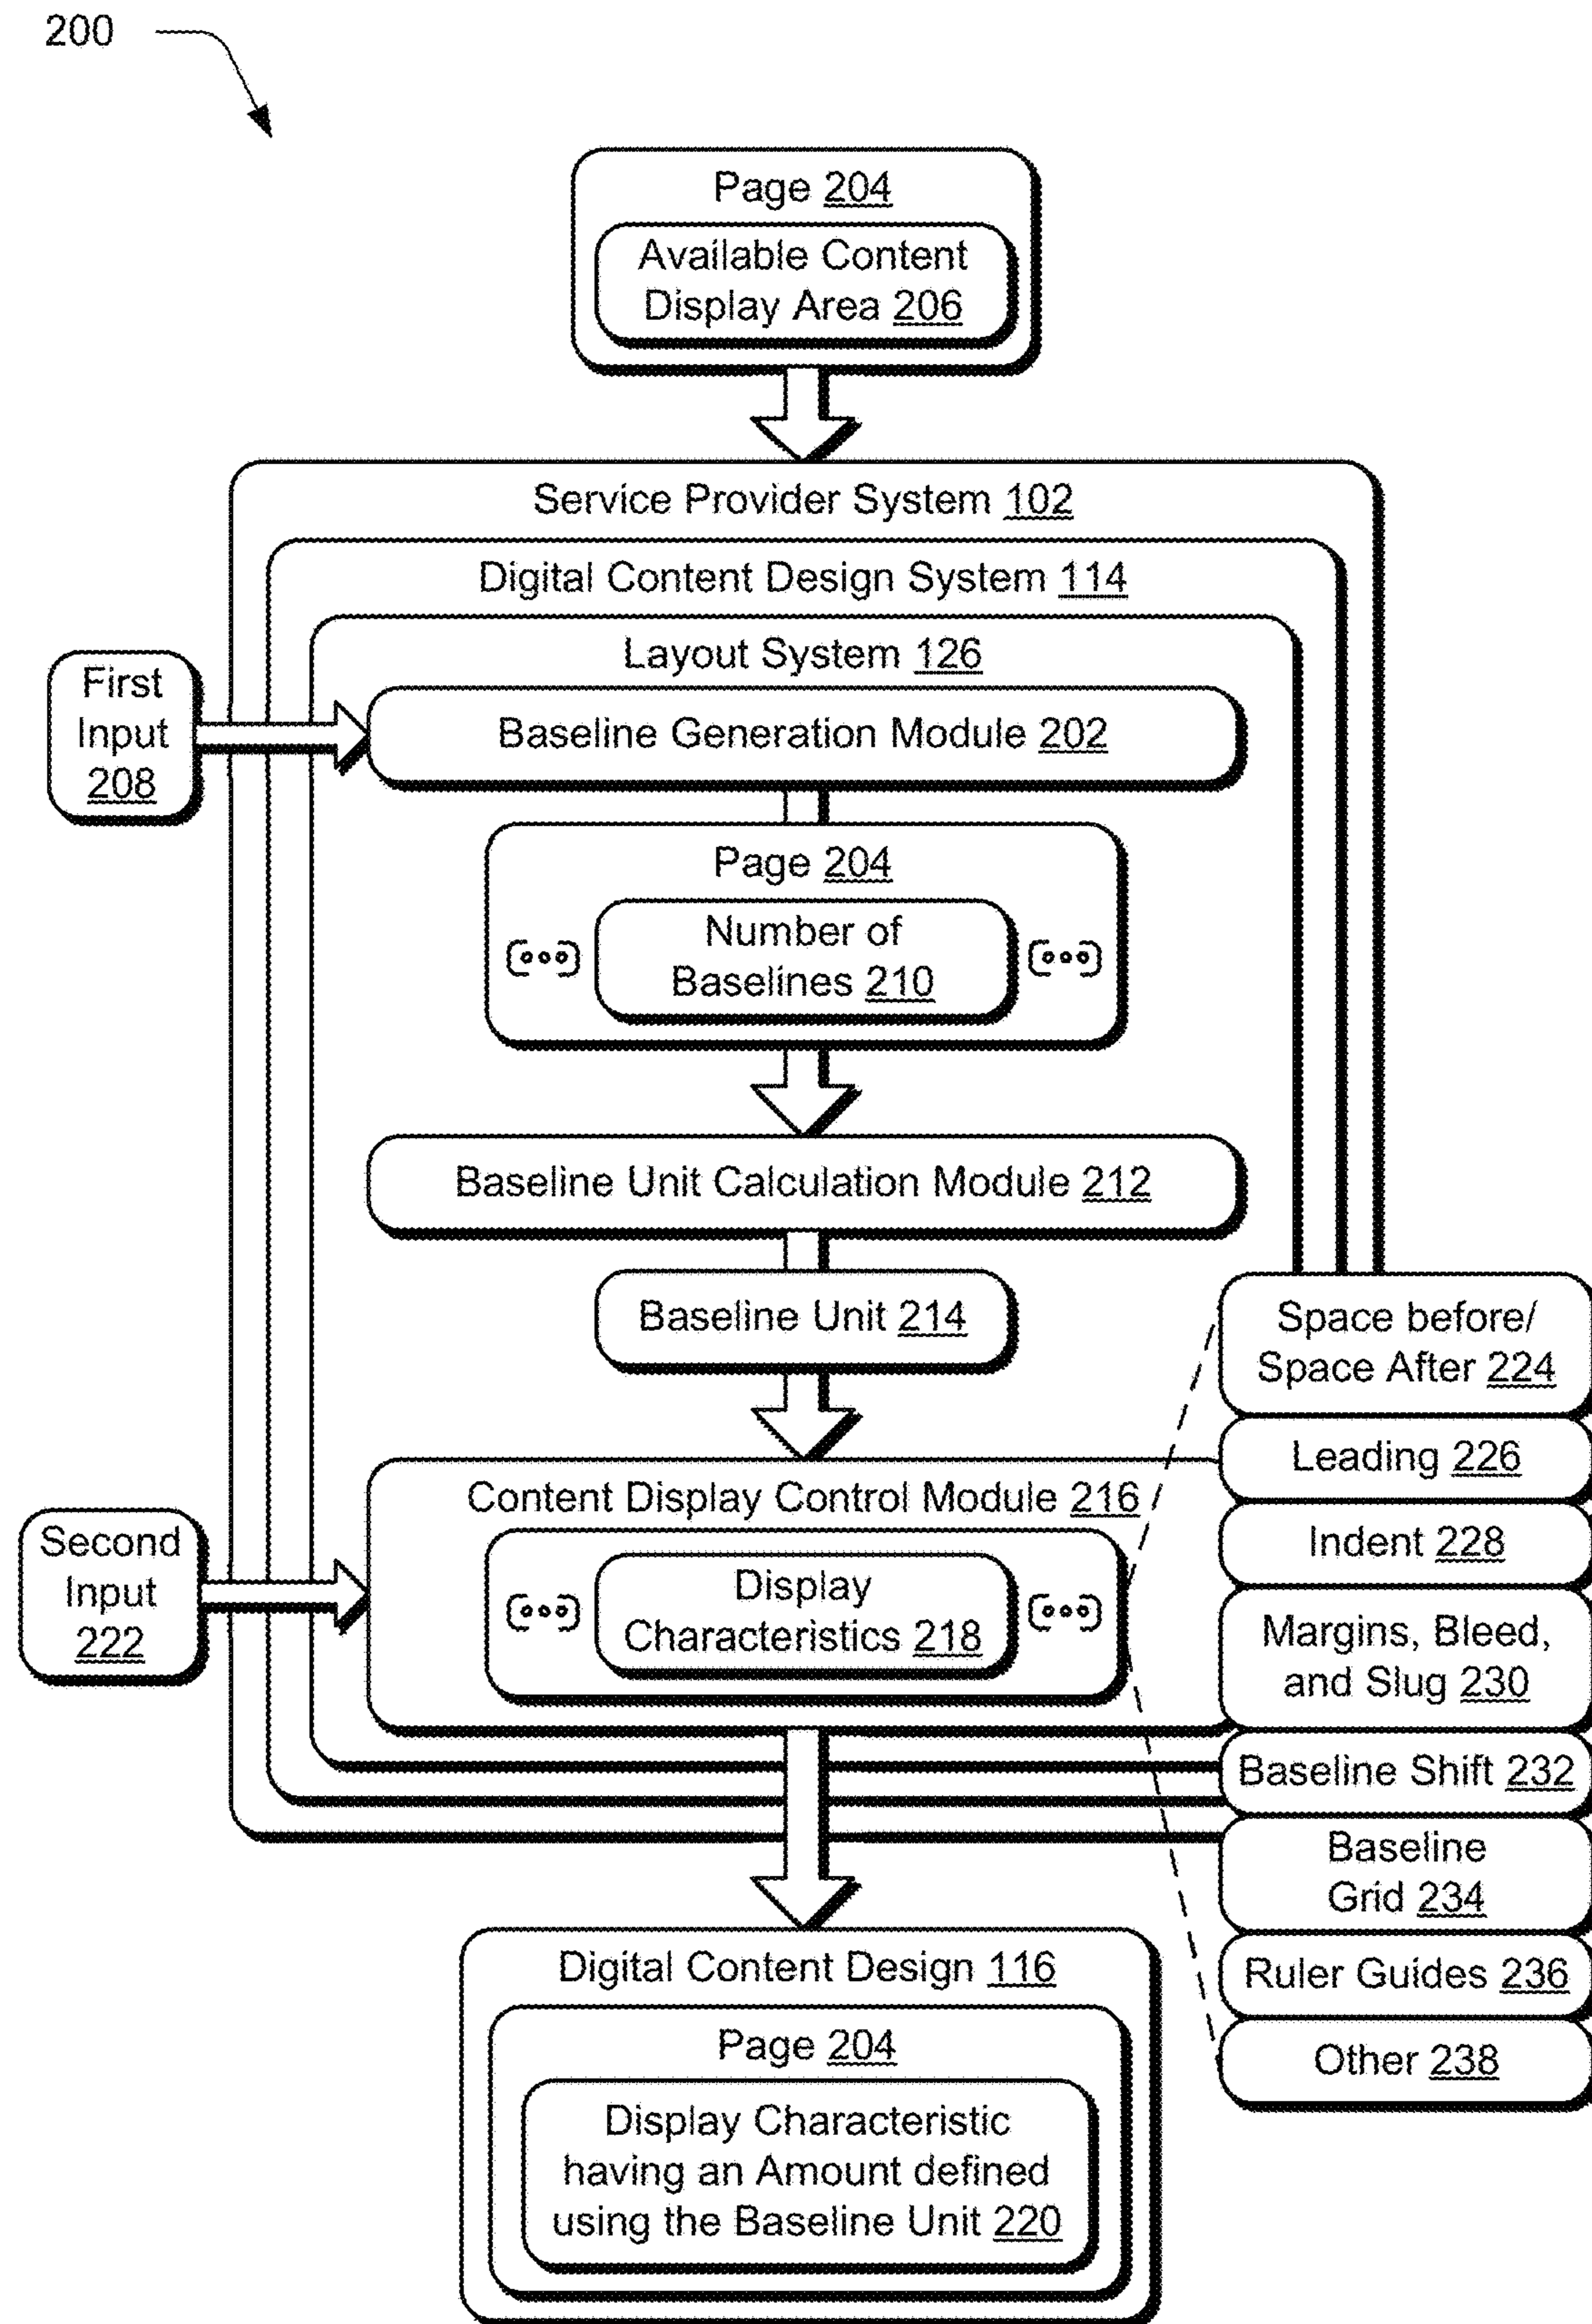 200
Page 204
Available Content
Display Area 206
Service Provider System 102
Digital Content Design System 114
Layout System 126
First
Input
208
Baseline Generation Module 202
Page 204
Number of
Baselines 210
Baseline Unit Calculation Module 212
Baseline Unit 214
Content Display Control Module 216
Second
Input
222
Display
Characteristics 218
Space before/
Space After 224
Leading 226
Indent 228
Margins, Bleed,
and Slug 230
Baseline Shift 232
Baseline
Grid 234
Ruler Guides 236
Other 238
Digital Content Design 116
Page 204
Display Characteristic
having an Amount defined
using the Baseline Unit 220